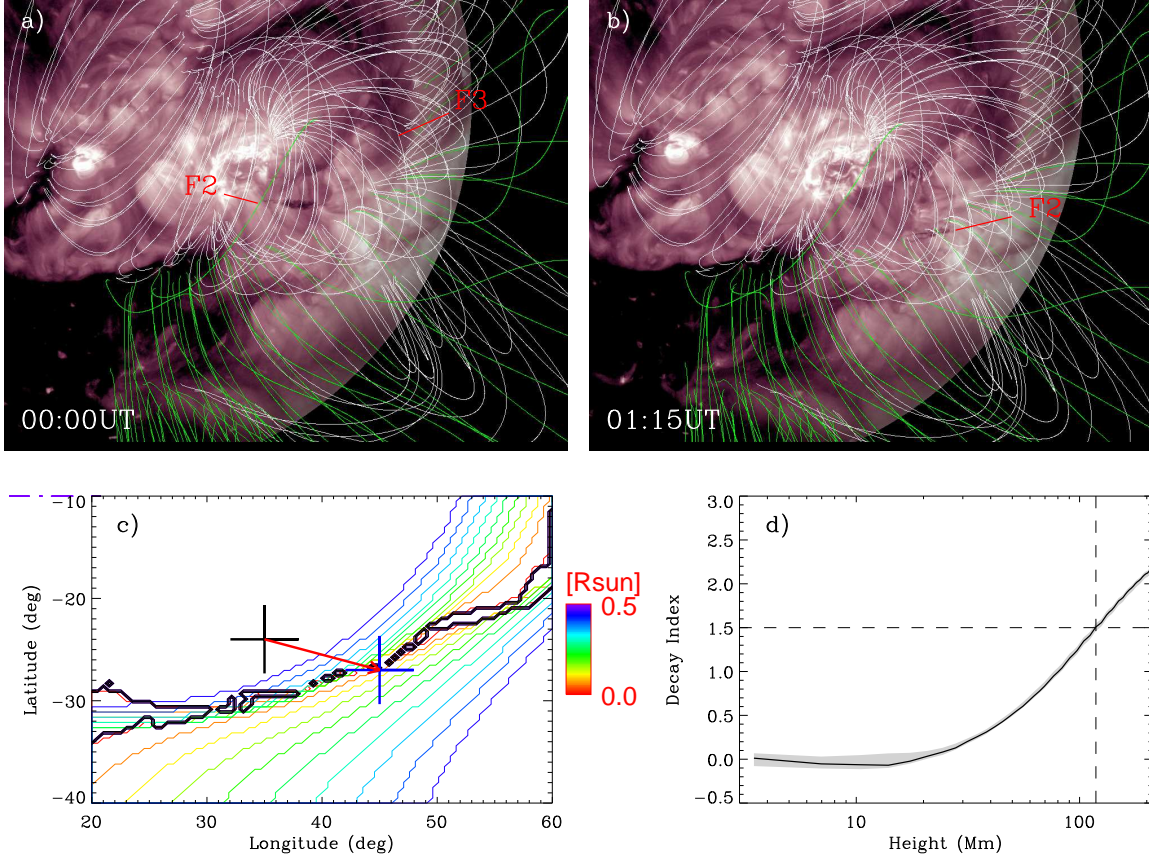 a)
F3
F2
00:00UT
b)
F2
01:15UT
c)
-10
-20
-30
-40
20 30 40 50 60
Latitude (deg)
Longitude (deg)
[Rsun]
0.5
0.0
d)
3.0
2.5
2.0
1.5
1.0
0.5
0.0
-0.5
10 100
Decay Index
Height (Mm)